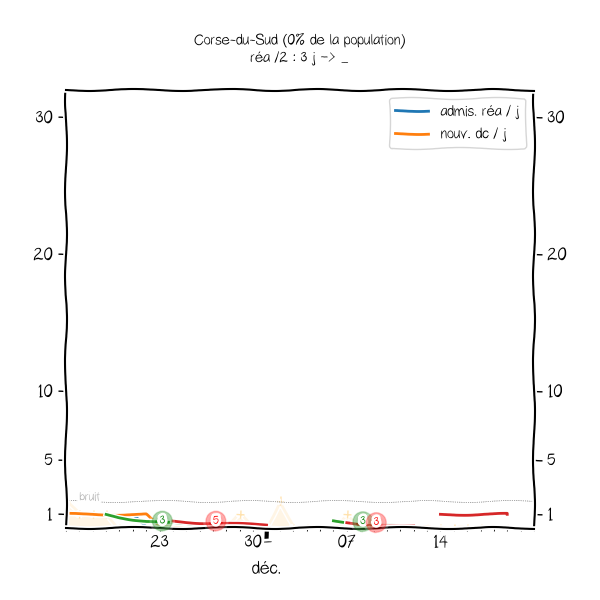 Corse-du-Sud (0% de la population)
réa /2 : 3 j -> _
admis. réa / j
nouv. dc / j
30 30
20 20
10 10
5 5
... bruit
1 1
3 5 3 3
23 30 07 14
déc.